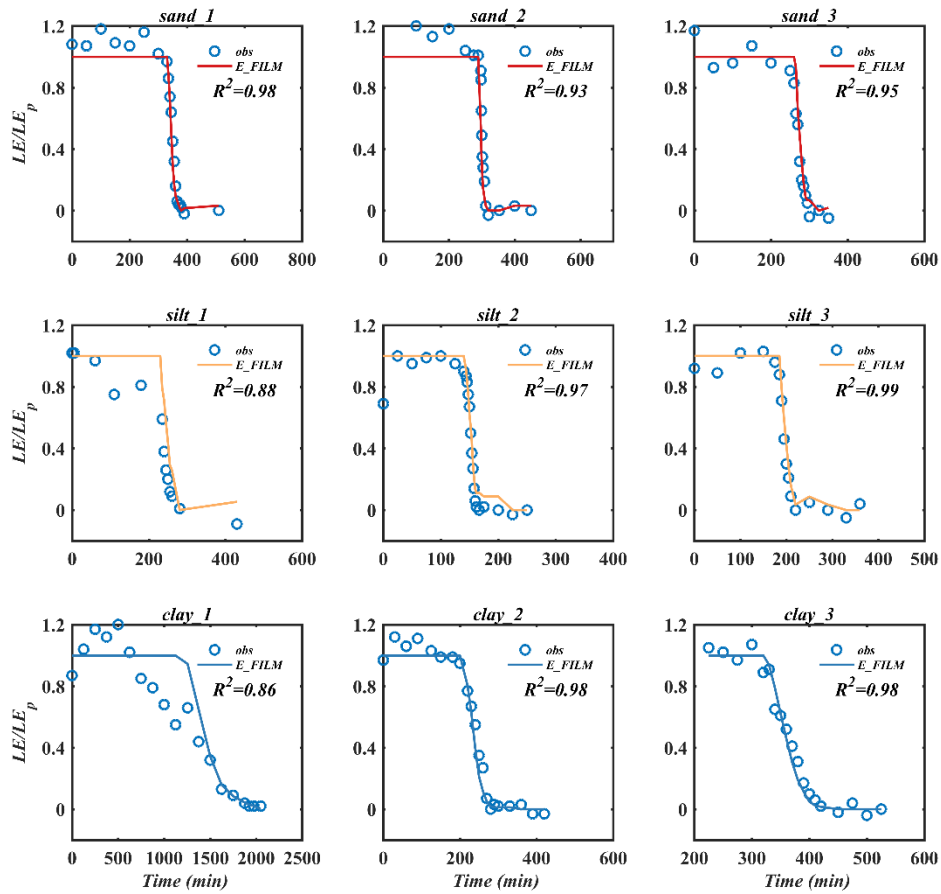 sand_1
sand_2
sand_3
1.2
0.8
0.4
0
LE/LE_p
obs
E_FILM
R²=0.98
0 200 400 600 800
1.2
0.8
0.4
0
obs
E_FILM
R²=0.93
0 200 400 600
1.2
0.8
0.4
0
obs
E_FILM
R²=0.95
0 200 400 600
silt_1
silt_2
silt_3
1.2
0.8
0.4
0
LE/LE_p
obs
E_FILM
R²=0.88
0 200 400 600
1.2
0.8
0.4
0
obs
E_FILM
R²=0.97
0 100 200 300 400
1.2
0.8
0.4
0
obs
E_FILM
R²=0.99
0 100 200 300 400 500
clay_1
clay_2
clay_3
1.2
0.8
0.4
0
LE/LE_p
obs
E_FILM
R²=0.86
0 500 1000 1500 2000 2500
Time (min)
1.2
0.8
0.4
0
obs
E_FILM
R²=0.98
0 200 400 600
Time (min)
1.2
0.8
0.4
0
obs
E_FILM
R²=0.98
200 300 400 500 600
Time (min)